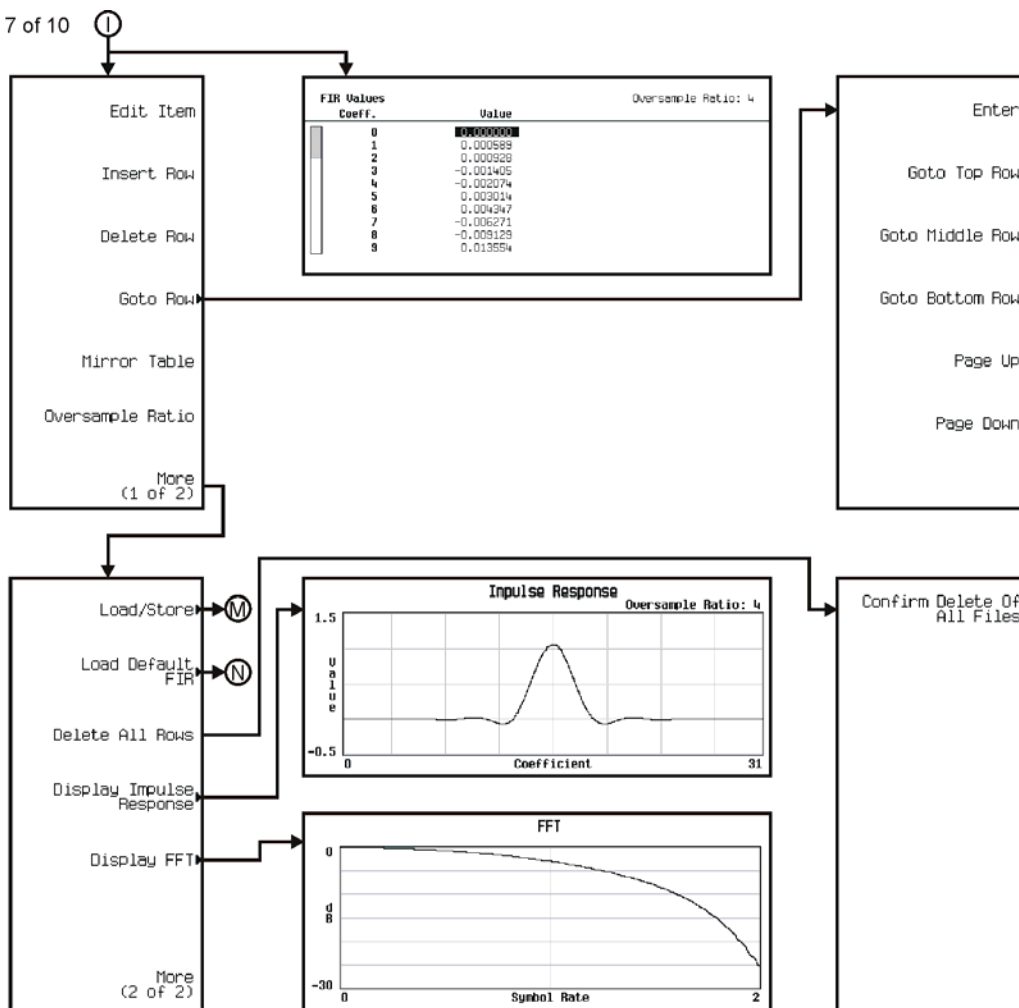 7 of 10
I
Edit Item
Insert Row
Delete Row
Goto Row
Mirror Table
Oversample Ratio
More
(1 of 2)
FIR Values
Oversample Ratio: 4
Coeff.
Value
0 0.000000
1 0.000589
2 0.000928
3 -0.001405
4 -0.002074
5 0.003014
6 0.004347
7 -0.006271
8 -0.009129
9 0.013554
Enter
Goto Top Row
Goto Middle Row
Goto Bottom Row
Page Up
Page Down
Load/Store
M
Load Default
FIR
N
Delete All Rows
Display Impulse
Response
Display FFT
More
(2 of 2)
Impulse Response
Oversample Ratio: 4
1.5
Value
-0.5
0
Coefficient
31
FFT
0
dB
-30
0
Symbol Rate
2
Confirm Delete Of
All Files